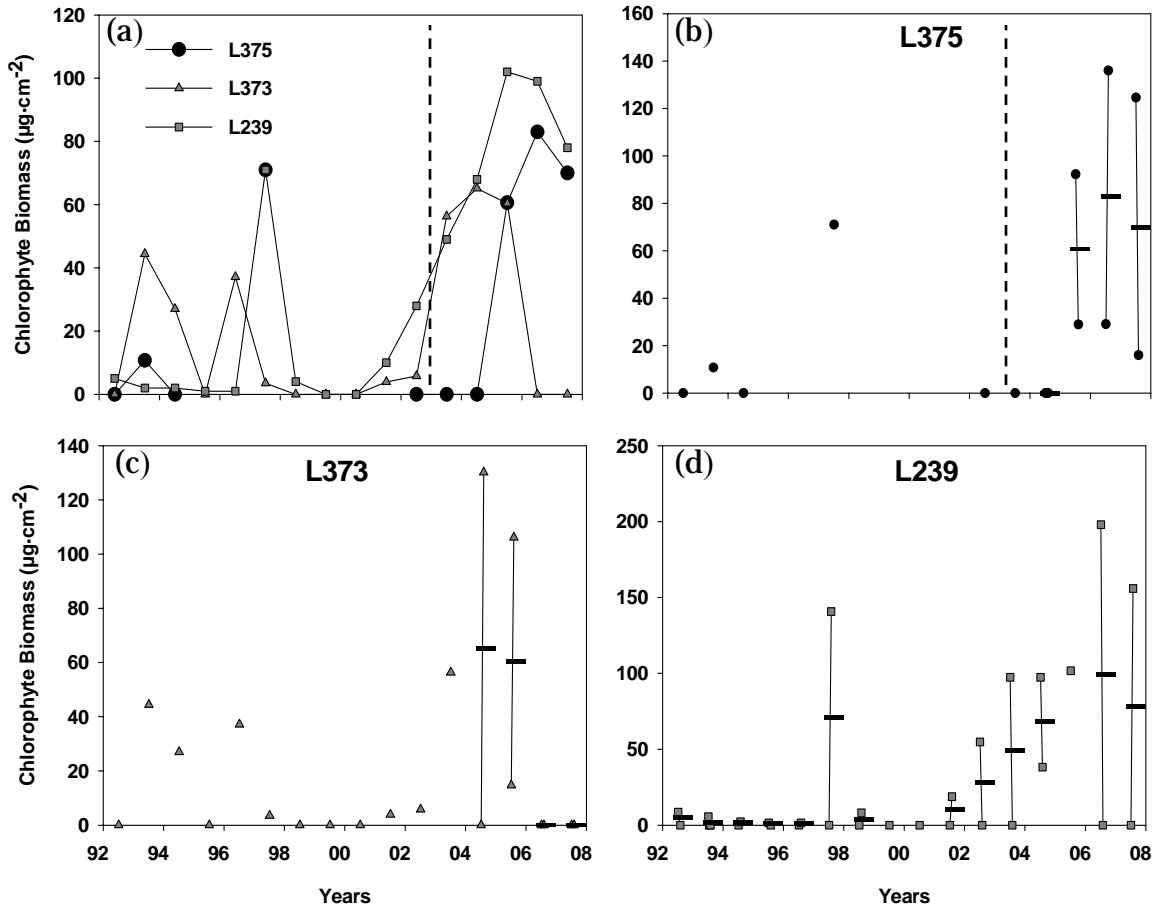 (a)
L375
L373
L239
Chlorophyte Biomass (µg·cm-2)
120
100
80
60
40
20
0
(b)
L375
160
140
120
100
80
60
40
20
0
(c)
L373
Chlorophyte Biomass (µg·cm-2)
140
120
100
80
60
40
20
0
92 94 96 98 00 02 04 06 08
Years
(d)
L239
250
200
150
100
50
0
92 94 96 98 00 02 04 06 08
Years